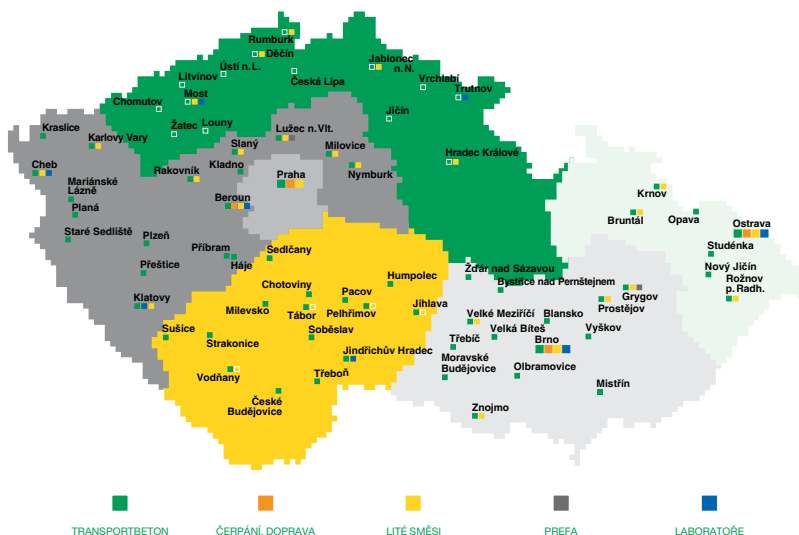 Rumburk
Děčín
Jablonec
n. N.
Ústí n. L.
Česká Lípa
Litvínov
Vrchlabí
Most
Trutnov
Chomutov
Jičín
Žatec
Louny
Lužec n.Vlt.
Kraslice
Karlovy Vary
Slaný
Milovice
Hradec Králové
Cheb
Rakovník
Kladno
Praha
Nymburk
Krnov
Mariánské
Lázně
Beroun
Planá
Bruntál
Opava
Ostrava
Staré Sedliště
Plzeň
Studénka
Příbram
Háje
Sedlčany
Přeštice
Žďár nad Sázavou
Nový Jičín
Bystřice nad Pernštejnem
Rožnov
p. Radh.
Humpolec
Chotoviny
Pacov
Grygov
Klatovy
Prostějov
Milevsko
Tábor
Pelhřimov
Jihlava
Velké Meziříčí
Blansko
Sušice
Strakonice
Soběslav
Velká Bíteš
Vyškov
Třebíč
Brno
Jindřichův Hradec
Moravské
Budějovice
Vodňany
Třeboň
Olbramovice
České
Budějovice
Mistřín
Znojmo
TRANSPORTBETON
ČERPÁNÍ, DOPRAVA
LITÉ SMĚSI
PREFA
LABORATOŘE